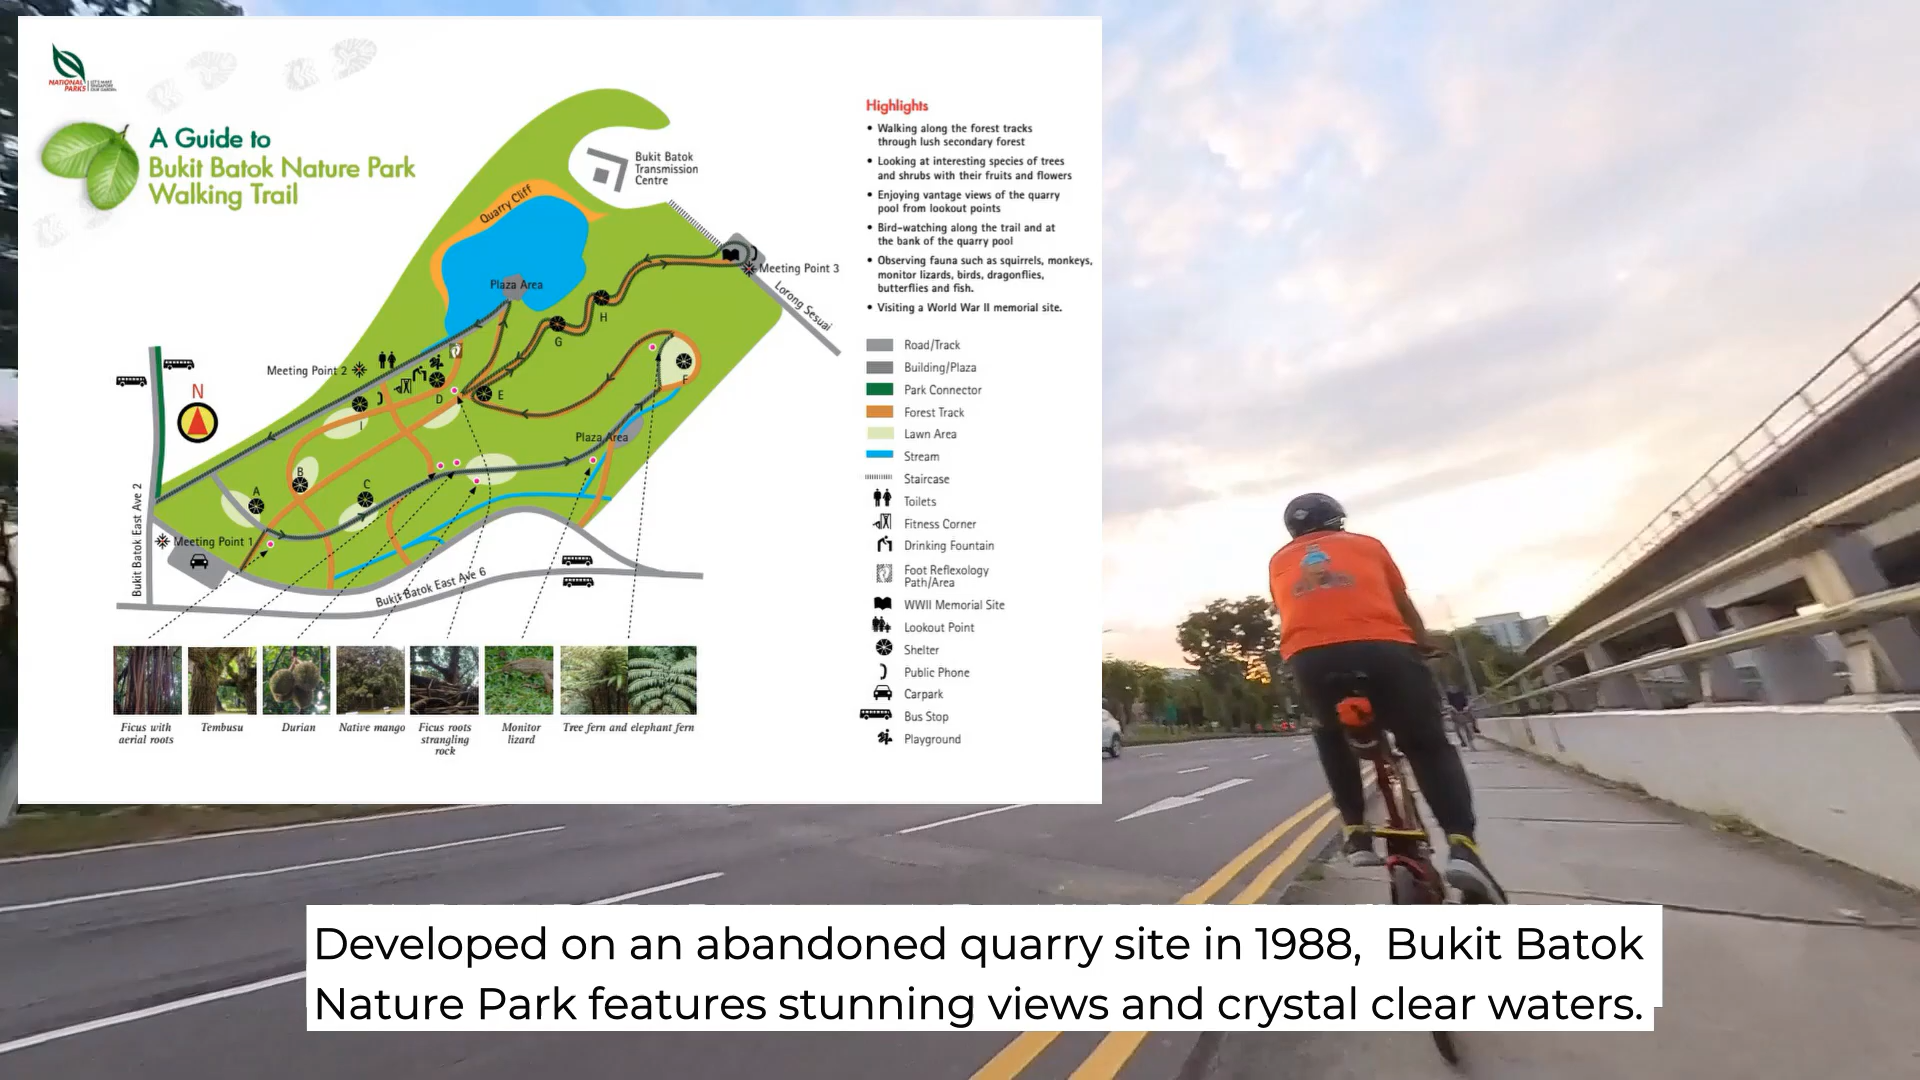 NATIONAL
PARKS
LET'S MAKE
SINGAPORE
OUR GARDEN
A Guide to
Bukit Batok Nature Park
Walking Trail
Bukit Batok
Transmission
Centre
Quarry Cliff
Plaza Area
Meeting Point 3
Lorong Sesuai
H
G
Meeting Point 2
D
E
F
I
N
Plaza Area
B
A
C
Meeting Point 1
Bukit Batok East Ave 2
Bukit Batok East Ave 6
Ficus with
aerial roots
Tembusu
Durian
Native mango
Ficus roots
strangling
rock
Monitor
lizard
Tree fern and elephant fern
Highlights
• Walking along the forest tracks
through lush secondary forest
• Looking at interesting species of trees
and shrubs with their fruits and flowers
• Enjoying vantage views of the quarry
pool from lookout points
• Bird-watching along the trail and at
the bank of the quarry pool
• Observing fauna such as squirrels, monkeys,
monitor lizards, birds, dragonflies,
butterflies and fish.
• Visiting a World War II memorial site.
Road/Track
Building/Plaza
Park Connector
Forest Track
Lawn Area
Stream
Staircase
Toilets
Fitness Corner
Drinking Fountain
Foot Reflexology
Path/Area
WWII Memorial Site
Lookout Point
Shelter
Public Phone
Carpark
Bus Stop
Playground
Developed on an abandoned quarry site in 1988, Bukit Batok
Nature Park features stunning views and crystal clear waters.